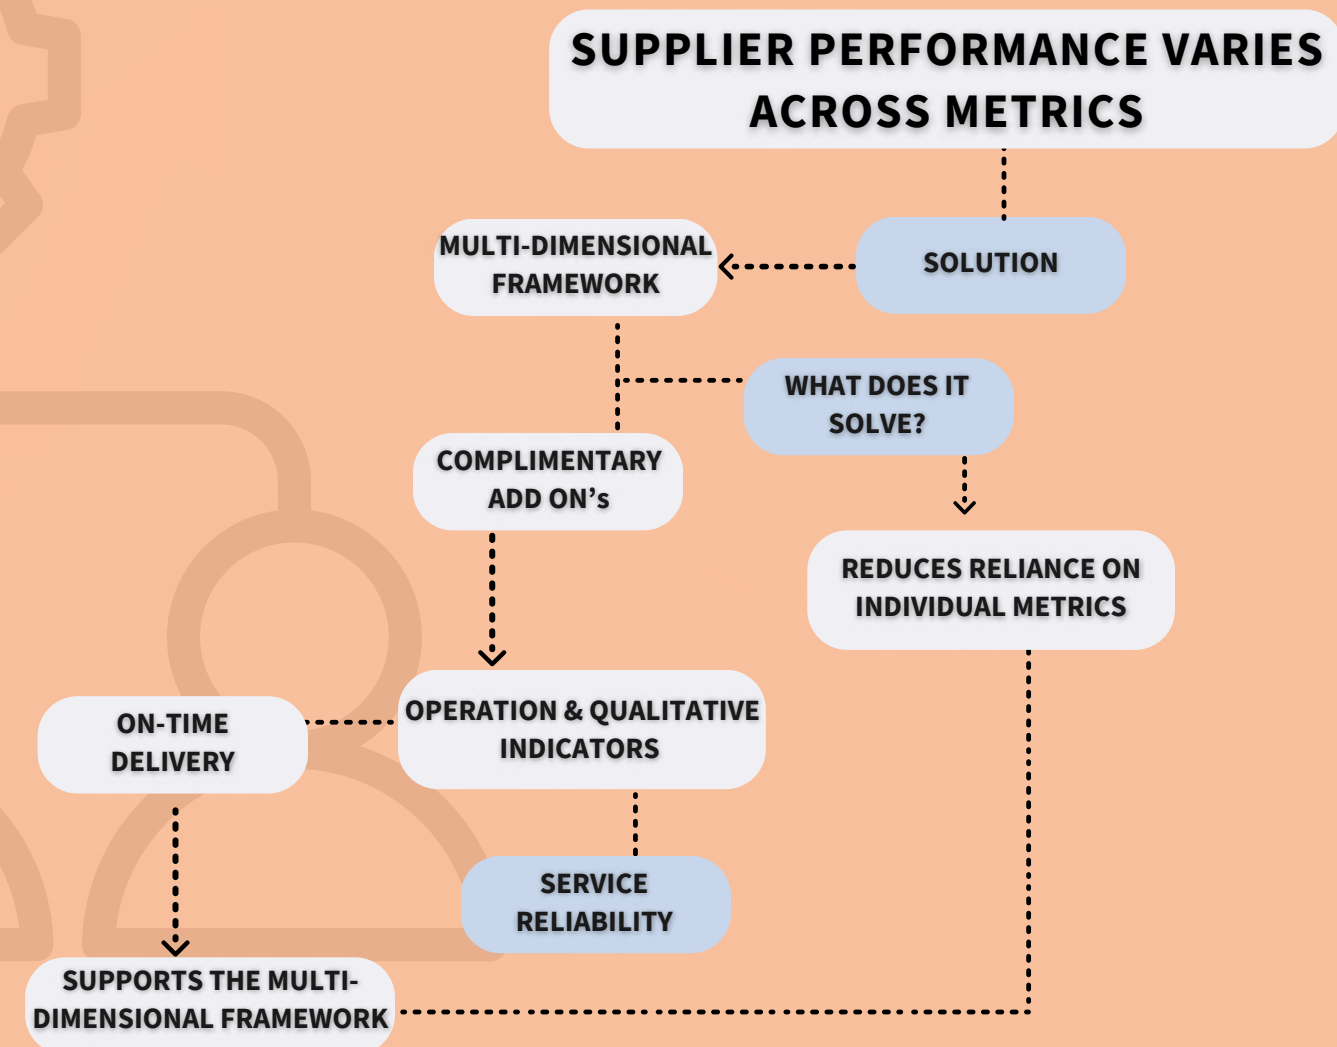 SUPPLIER PERFORMANCE VARIES
ACROSS METRICS
SOLUTION
MULTI-DIMENSIONAL
FRAMEWORK
WHAT DOES IT
SOLVE?
COMPLIMENTARY
ADD ON’s
REDUCES RELIANCE ON
INDIVIDUAL METRICS
OPERATION & QUALITATIVE
INDICATORS
ON-TIME
DELIVERY
SERVICE
RELIABILITY
SUPPORTS THE MULTI-
DIMENSIONAL FRAMEWORK